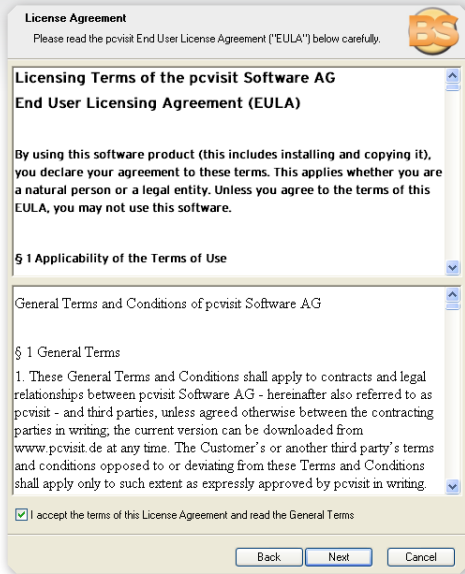 License Agreement
Please read the pcvisit End User License Agreement ("EULA") below carefully.
BS
Licensing Terms of the pcvisit Software AG
End User Licensing Agreement (EULA)
By using this software product (this includes installing and copying it),
you declare your agreement to these terms. This applies whether you are
a natural person or a legal entity. Unless you agree to the terms of this
EULA, you may not use this software.
§ 1 Applicability of the Terms of Use
General Terms and Conditions of pcvisit Software AG
§ 1 General Terms
1. These General Terms and Conditions shall apply to contracts and legal
relationships between pcvisit Software AG - hereinafter also referred to as
pcvisit - and third parties, unless agreed otherwise between the contracting
parties in writing; the current version can be downloaded from
www.pcvisit.de at any time. The Customer's or another third party's terms
and conditions opposed to or deviating from these Terms and Conditions
shall apply only to such extent as expressly approved by pcvisit in writing.
I accept the terms of this License Agreement and read the General Terms
Back Next Cancel